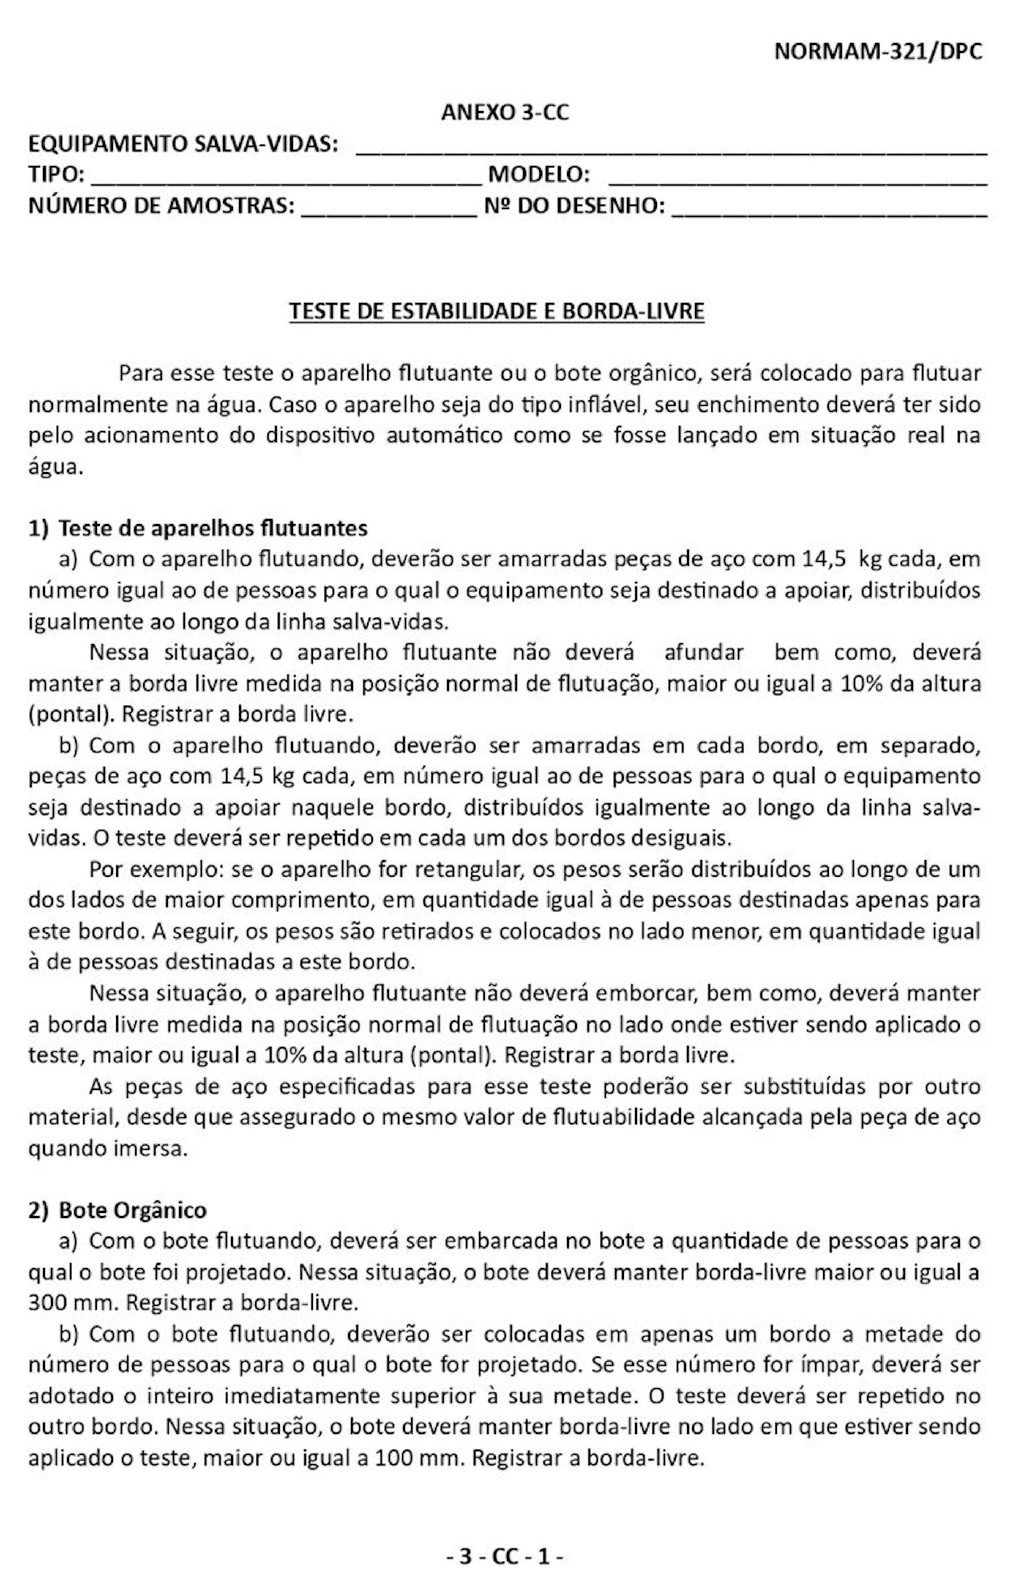 NORMAM-321/DPC
ANEXO 3-CC
EQUIPAMENTO SALVA-VIDAS: ____________________
TIPO: ____________________ MODELO: ____________________
NÚMERO DE AMOSTRAS: ______________ Nº DO DESENHO: ____________________
TESTE DE ESTABILIDADE E BORDA-LIVRE
Para esse teste o aparelho flutuante ou o bote orgânico, será colocado para flutuar
normalmente na água. Caso o aparelho seja do tipo inflável, seu enchimento deverá ter sido
pelo acionamento do dispositivo automático como se fosse lançado em situação real na
água.
1) Teste de aparelhos flutuantes
a) Com o aparelho flutuando, deverão ser amarradas peças de aço com 14,5 kg cada, em
número igual ao de pessoas para o qual o equipamento seja destinado a apoiar, distribuídos
igualmente ao longo da linha salva-vidas.
Nessa situação, o aparelho flutuante não deverá afundar bem como, deverá
manter a borda livre medida na posição normal de flutuação, maior ou igual a 10% da altura
(pontal). Registrar a borda livre.
b) Com o aparelho flutuando, deverão ser amarradas em cada bordo, em separado,
peças de aço com 14,5 kg cada, em número igual ao de pessoas para o qual o equipamento
seja destinado a apoiar naquele bordo, distribuídos igualmente ao longo da linha salva-
vidas. O teste deverá ser repetido em cada um dos bordos desiguais.
Por exemplo: se o aparelho for retangular, os pesos serão distribuídos ao longo de um
dos lados de maior comprimento, em quantidade igual à de pessoas destinadas apenas para
este bordo. A seguir, os pesos são retirados e colocados no lado menor, em quantidade igual
à de pessoas destinadas a este bordo.
Nessa situação, o aparelho flutuante não deverá emborcar, bem como, deverá manter
a borda livre medida na posição normal de flutuação no lado onde estiver sendo aplicado o
teste, maior ou igual a 10% da altura (pontal). Registrar a borda livre.
As peças de aço especificadas para esse teste poderão ser substituídas por outro
material, desde que assegurado o mesmo valor de flutuabilidade alcançada pela peça de aço
quando imersa.
2) Bote Orgânico
a) Com o bote flutuando, deverá ser embarcada no bote a quantidade de pessoas para o
qual o bote foi projetado. Nessa situação, o bote deverá manter borda-livre maior ou igual a
300 mm. Registrar a borda-livre.
b) Com o bote flutuando, deverão ser colocadas em apenas um bordo a metade do
número de pessoas para o qual o bote for projetado. Se esse número for ímpar, deverá ser
adotado o inteiro imediatamente superior à sua metade. O teste deverá ser repetido no
outro bordo. Nessa situação, o bote deverá manter borda-livre no lado em que estiver sendo
aplicado o teste, maior ou igual a 100 mm. Registrar a borda-livre.
- 3 - CC - 1 -